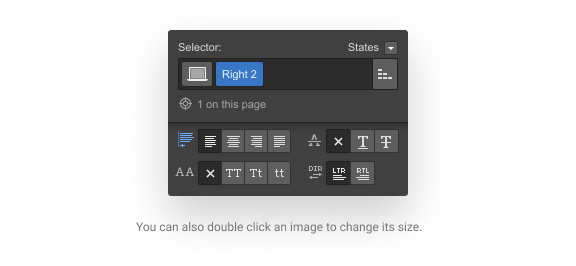 Selector: States
Right 2
1 on this page
T T
AA TT Tt tt DIR LTR RTL
You can also double click an image to change its size.